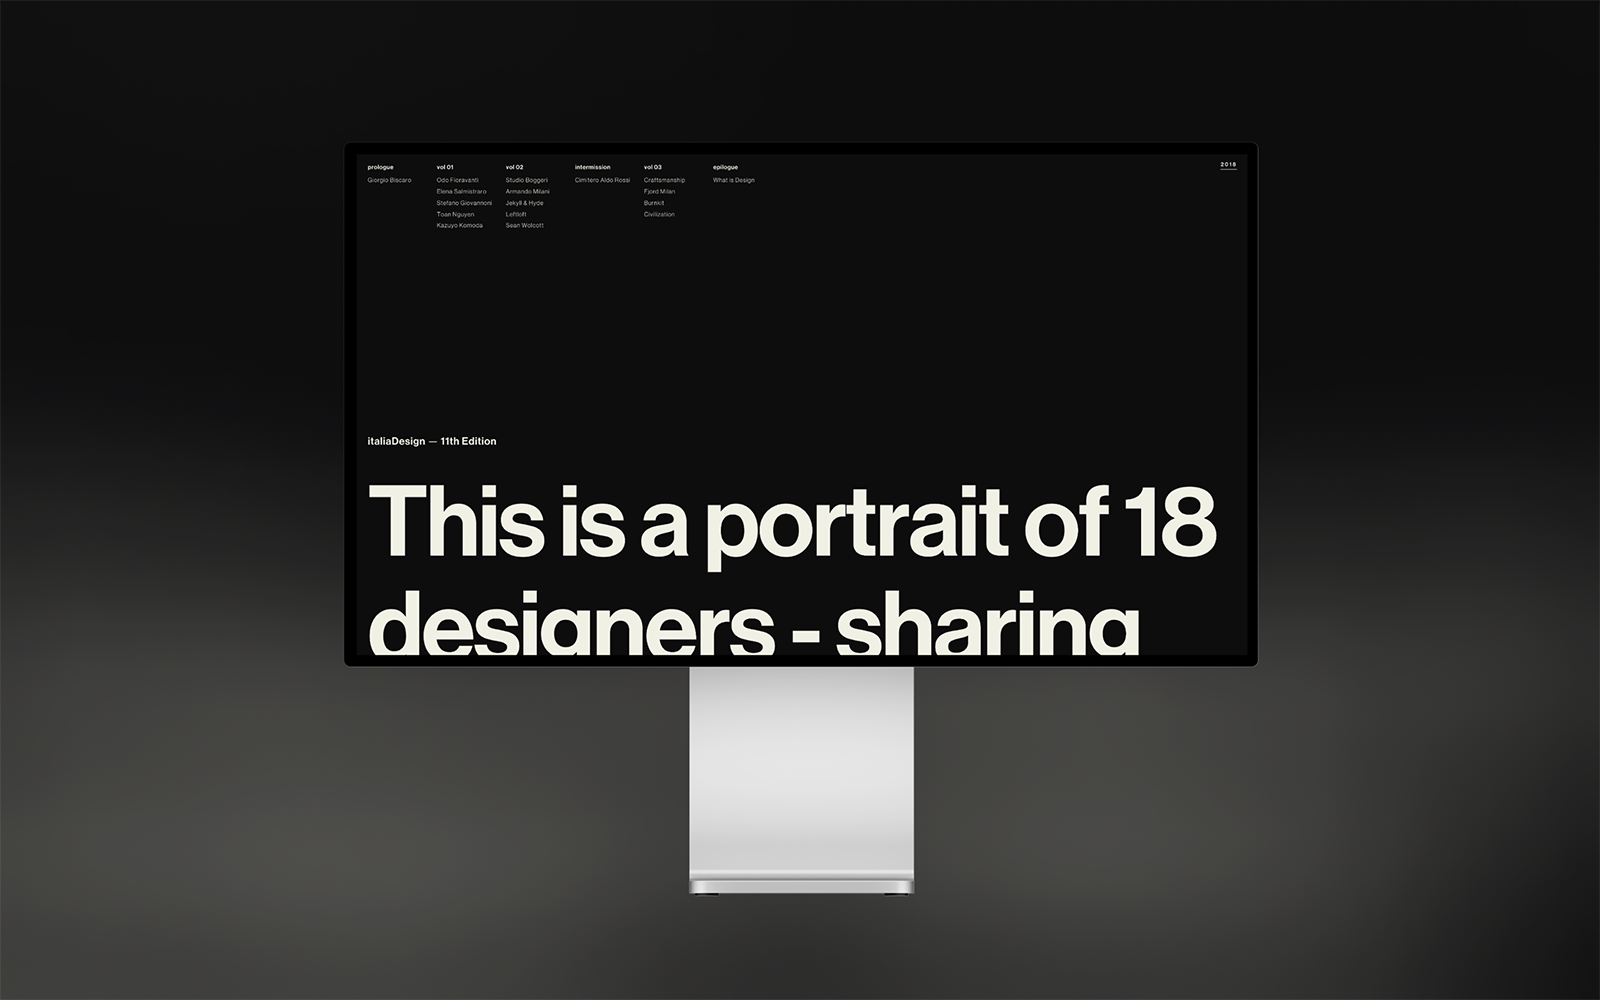 prologue
Giorgio Biscaro
vol 01
Odo Fioravanti
Elena Salmistraro
Stefano Giovannoni
Toan Nguyen
Kazuyo Komoda
vol 02
Studio Boggeri
Armando Milani
Jekyll & Hyde
Leftloft
Sean Wolcott
intermission
Cimitero Aldo Rossi
vol 03
Craftsmanship
Fjord Milan
Burnkit
Civilization
epilogue
What is Design
2018
italiaDesign — 11th Edition
This is a portrait of 18
designers - sharing